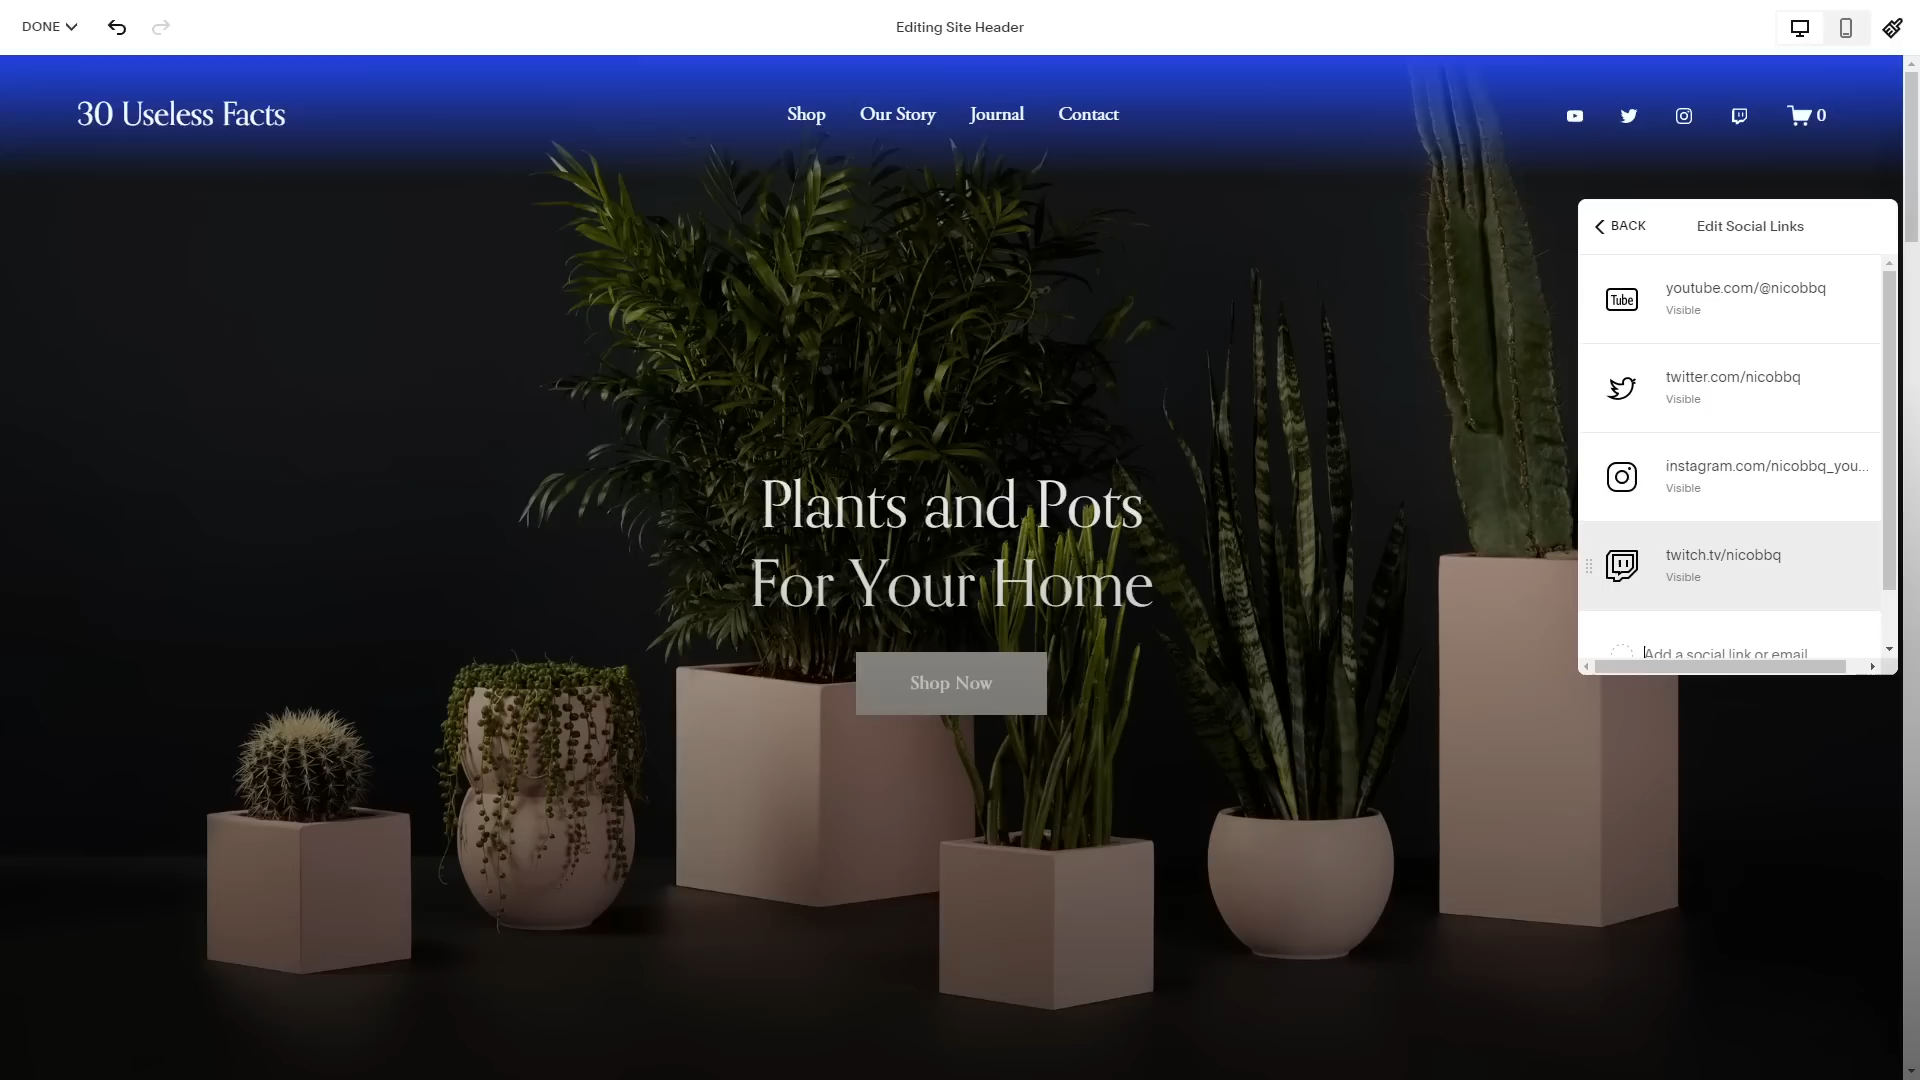 DONE
Editing Site Header
30 Useless Facts
Shop
Our Story
Journal
Contact
0
BACK
Edit Social Links
Tube
youtube.com/@nicobbq
Visible
twitter.com/nicobbq
Visible
instagram.com/nicobbq_you...
Visible
twitch.tv/nicobbq
Visible
Add a social link or email
Plants and Pots
For Your Home
Shop Now